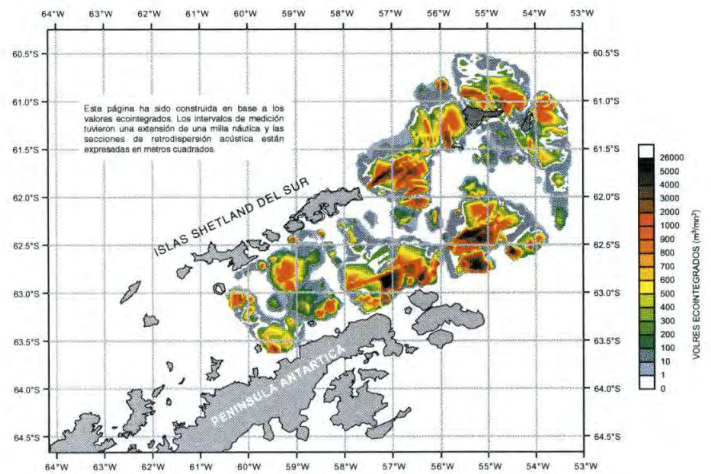 64°W 63°W 62°W 61°W 60°W 59°W 58°W 57°W 56°W 55°W 54°W 53°W
60.5°S 60.5°S
61.0°S 61.0°S
61.5°S 61.5°S
62.0°S 62.0°S
62.5°S 62.5°S
63.0°S 63.0°S
63.5°S 63.5°S
64.0°S 64.0°S
64.5°S 64.5°S
Esta página ha sido construida en base a los
valores ecointegrados. Los intervalos de medición
tuvieron una extensión de una milla náutica y las
secciones de retrodispersión acústica están
expresadas en metros cuadrados.
ISLAS SHETLAND DEL SUR
PENINSULA ANTARTICA
26000
5000
4000
3000
2000
1000
900
800
700
600
500
400
300
200
100
10
1
0
VOLRES ECOINTEGRADOS (m²/mn²)
64°W 63°W 62°W 61°W 60°W 59°W 58°W 57°W 56°W 55°W 54°W 53°W